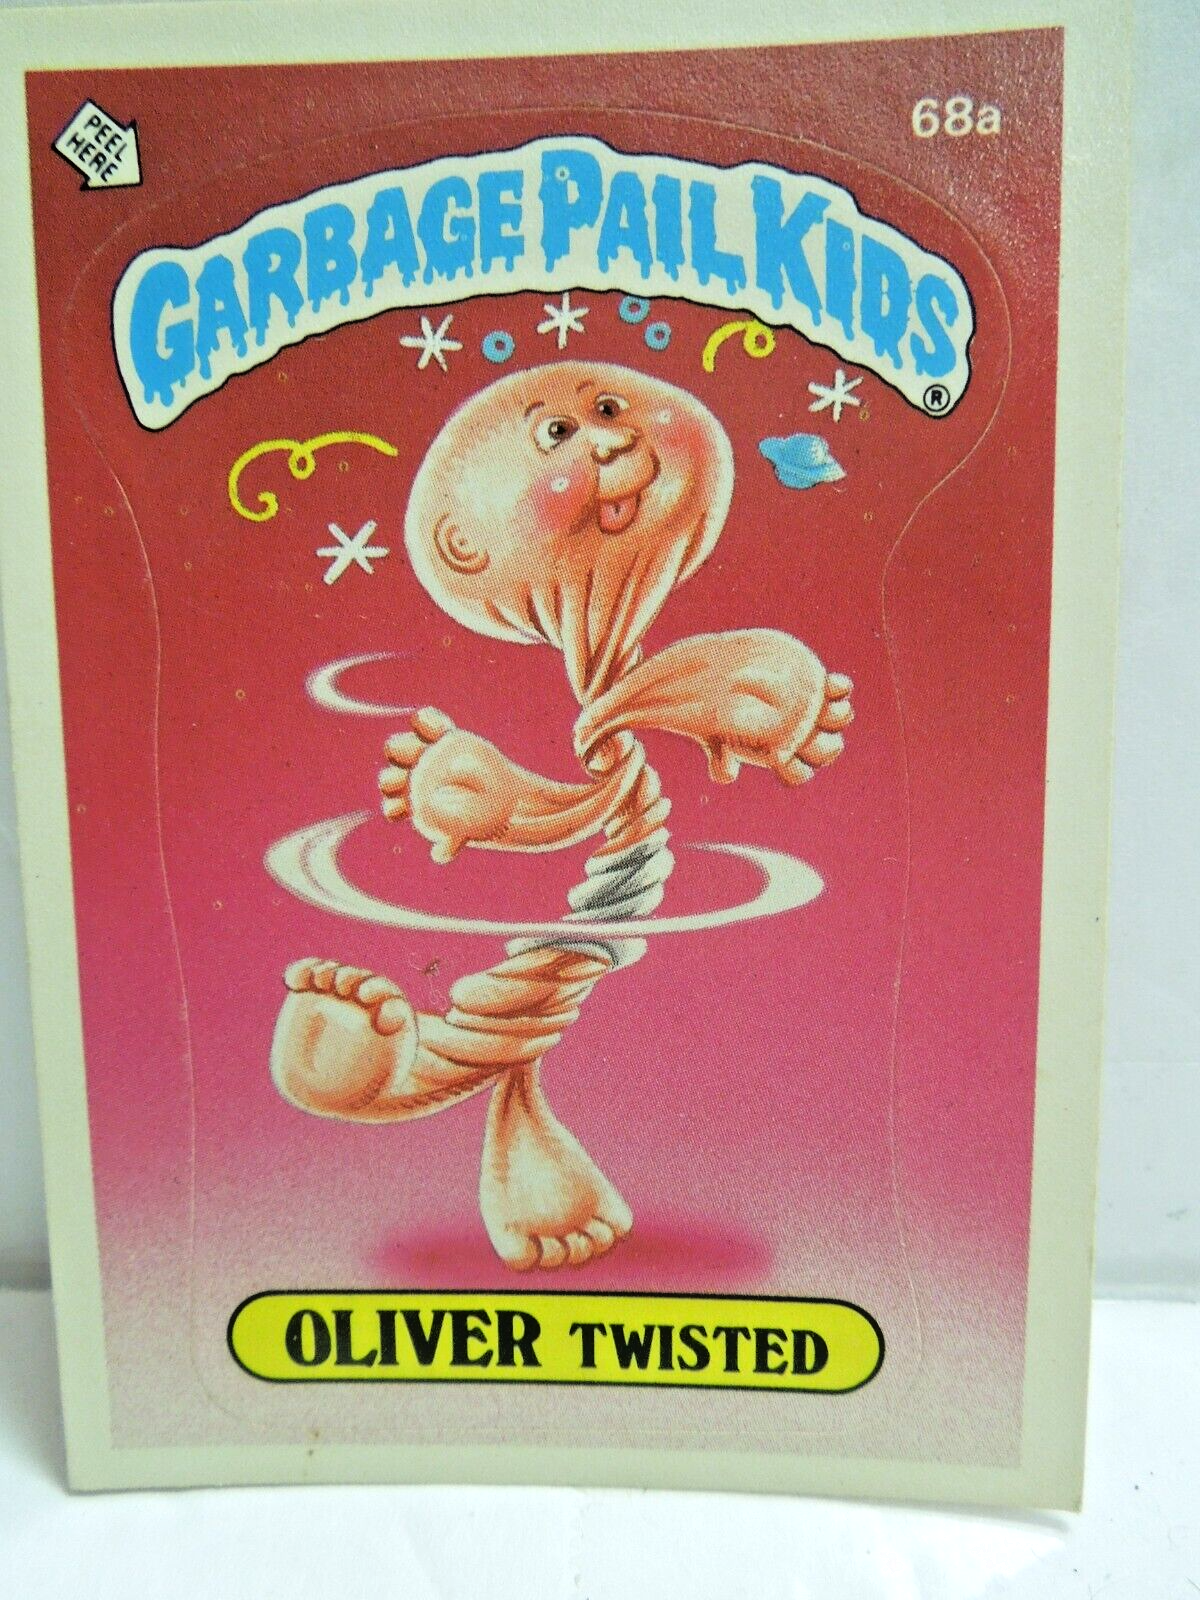 PEEL
HERE
68a
GARBAGE PAIL KIDS
®
OLIVER TWISTED